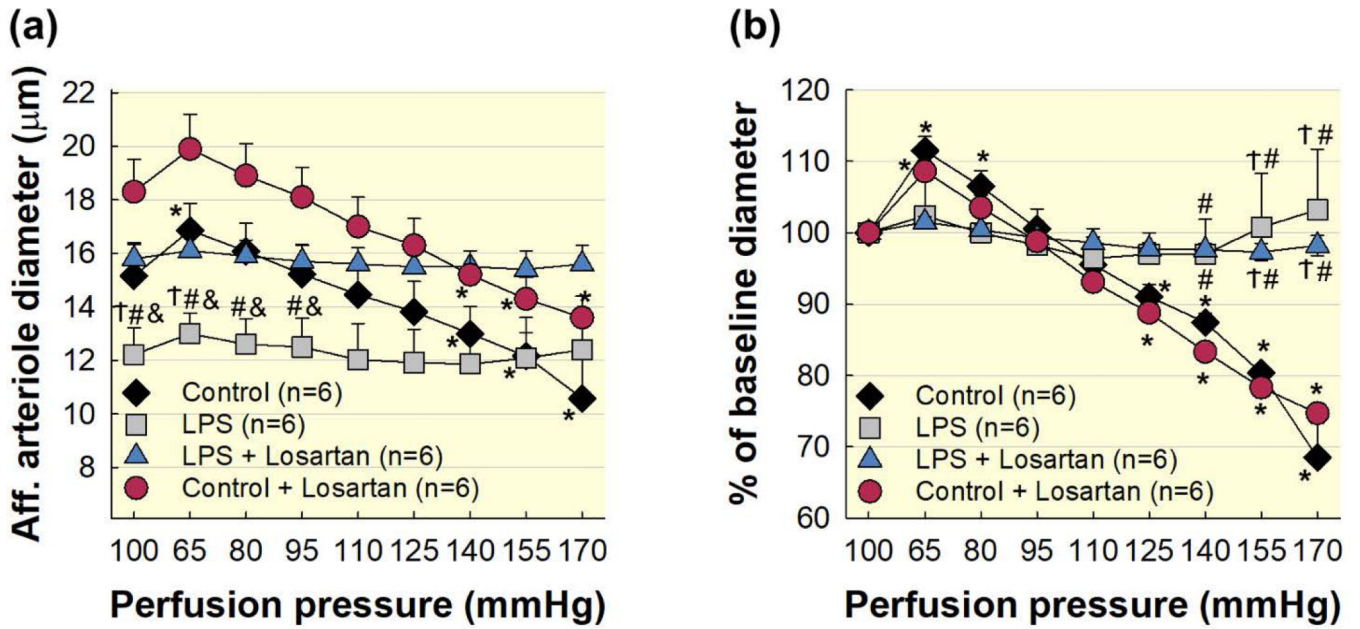 (a)
Aff. arteriole diameter (μm)
22
20
18
16
14
12
10
8
*
†#&
†#&
#&
#&
*
*
*
*
*
*
Control (n=6)
LPS (n=6)
LPS + Losartan (n=6)
Control + Losartan (n=6)
100 65 80 95 110 125 140 155 170
Perfusion pressure (mmHg)
(b)
% of baseline diameter
120
110
100
90
80
70
60
*
*
*
†#
†#
#
#
†#
†#
*
*
*
*
*
*
*
*
Control (n=6)
LPS (n=6)
LPS + Losartan (n=6)
Control + Losartan (n=6)
100 65 80 95 110 125 140 155 170
Perfusion pressure (mmHg)